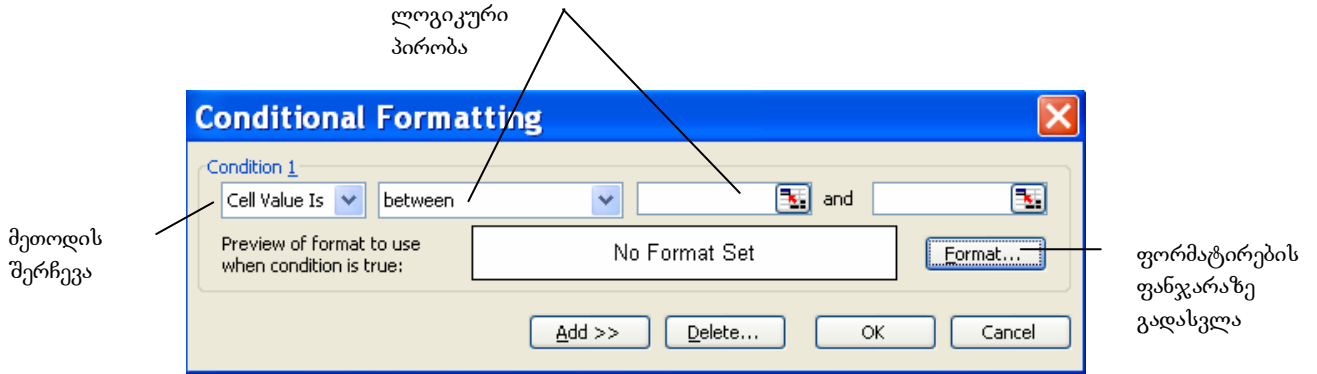 ლოგიკური
პირობა
Conditional Formatting
Condition 1
Cell Value Is between and
მეთოდის
შერჩევა
Preview of format to use
when condition is true:
No Format Set
Format...
ფორმატირების
ფანჯარაზე
გადასვლა
Add >> Delete... OK Cancel